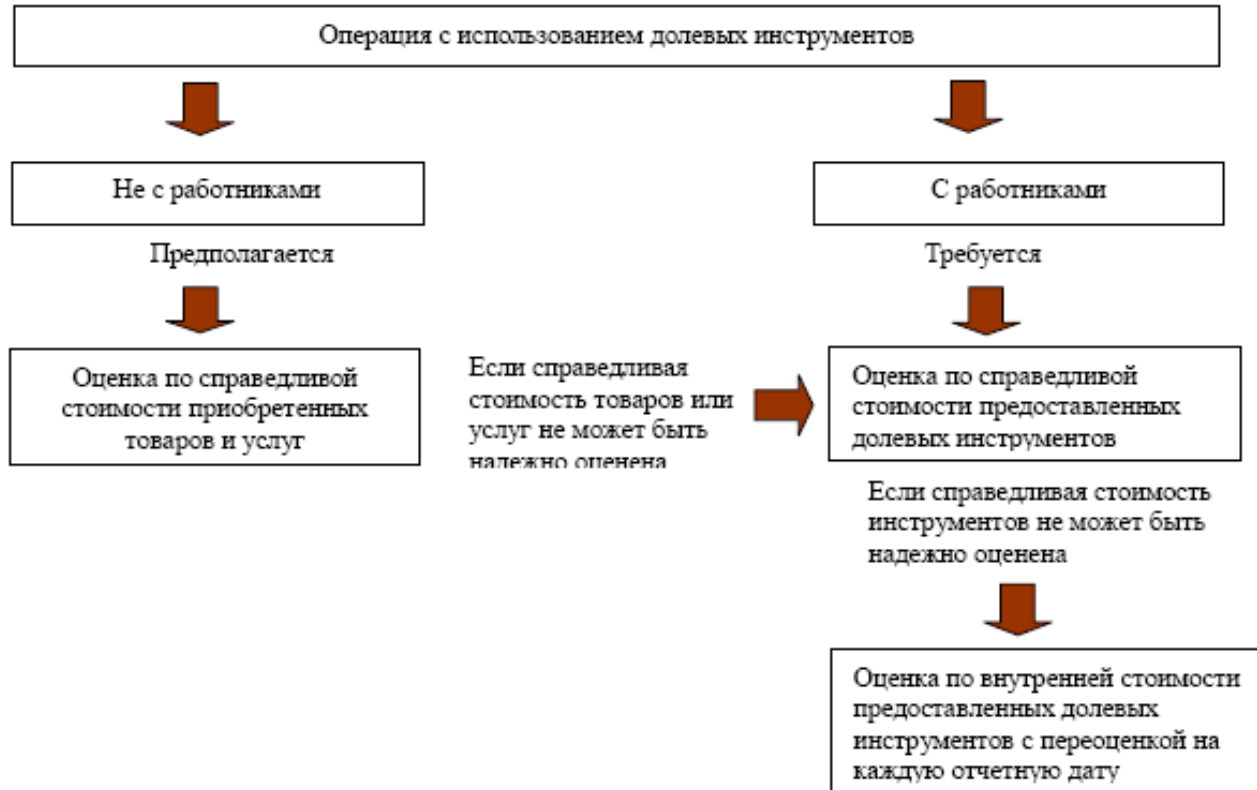 Операция с использованием долевых инструментов
Не с работниками
С работниками
Предполагается
Требуется
Оценка по справедливой
стоимости приобретенных
товаров и услуг
Если справедливая
стоимость товаров или
услуг не может быть
надежно оценена
Оценка по справедливой
стоимости предоставленных
долевых инструментов
Если справедливая стоимость
инструментов не может быть
надежно оценена
Оценка по внутренней стоимости
предоставленных долевых
инструментов с переоценкой на
каждую отчетную дату